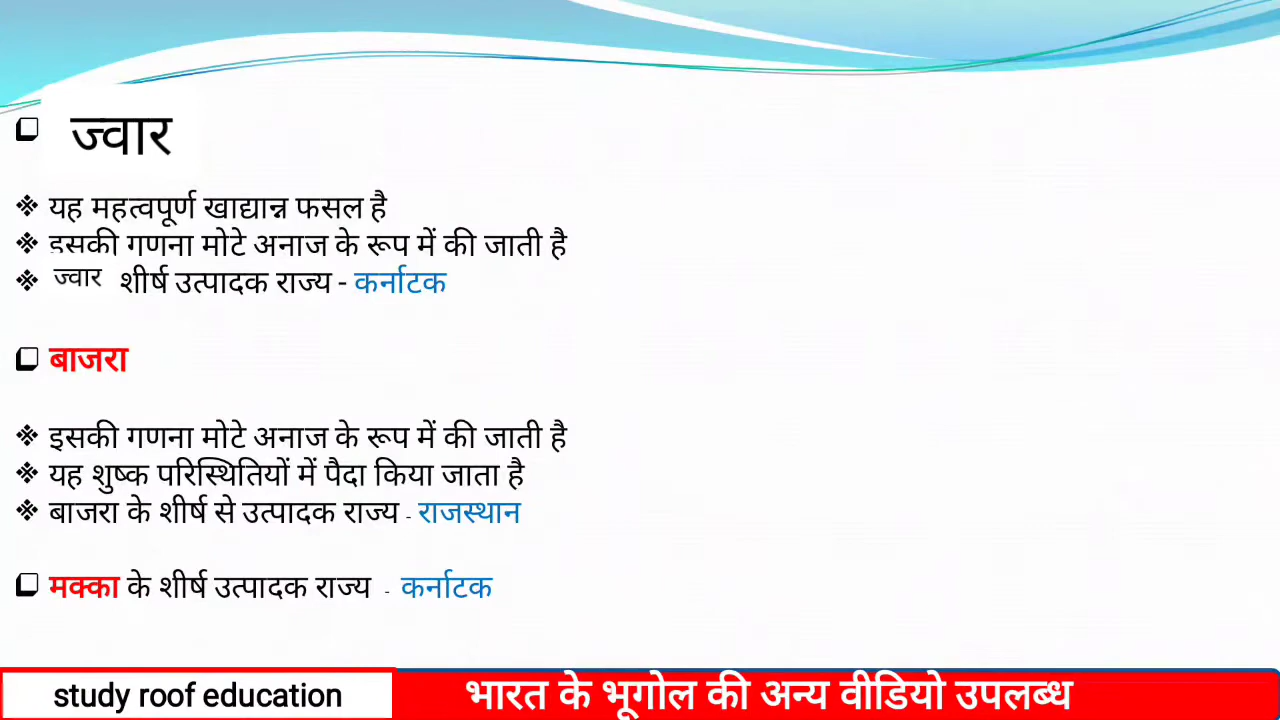 ज्वार
यह महत्वपूर्ण खाद्यान्न फसल है
इसकी गणना मोटे अनाज के रूप में की जाती है
ज्वार शीर्ष उत्पादक राज्य - कर्नाटक
बाजरा
इसकी गणना मोटे अनाज के रूप में की जाती है
यह शुष्क परिस्थितियों में पैदा किया जाता है
बाजरा के शीर्ष से उत्पादक राज्य - राजस्थान
मक्का के शीर्ष उत्पादक राज्य - कर्नाटक
study roof education
भारत के भूगोल की अन्य वीडियो उपलब्ध